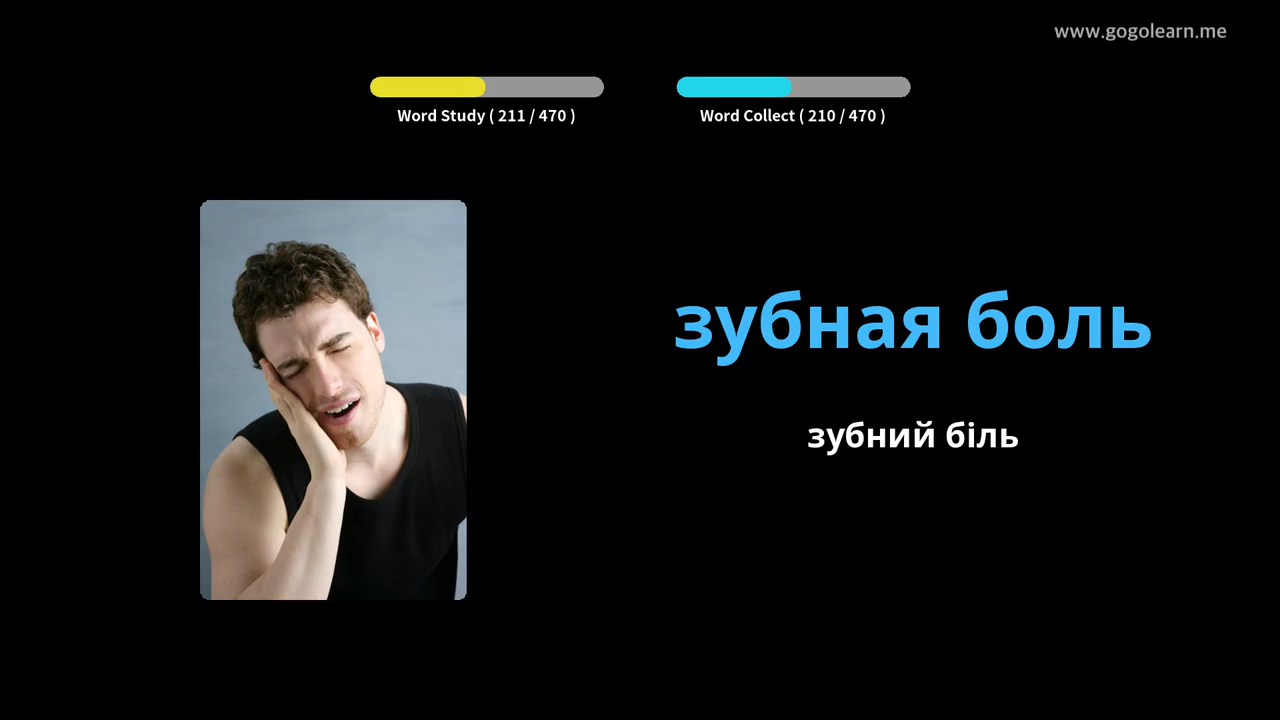 www.gogolearn.me
Word Study ( 211 / 470 )
Word Collect ( 210 / 470 )
зубная боль
зубний біль